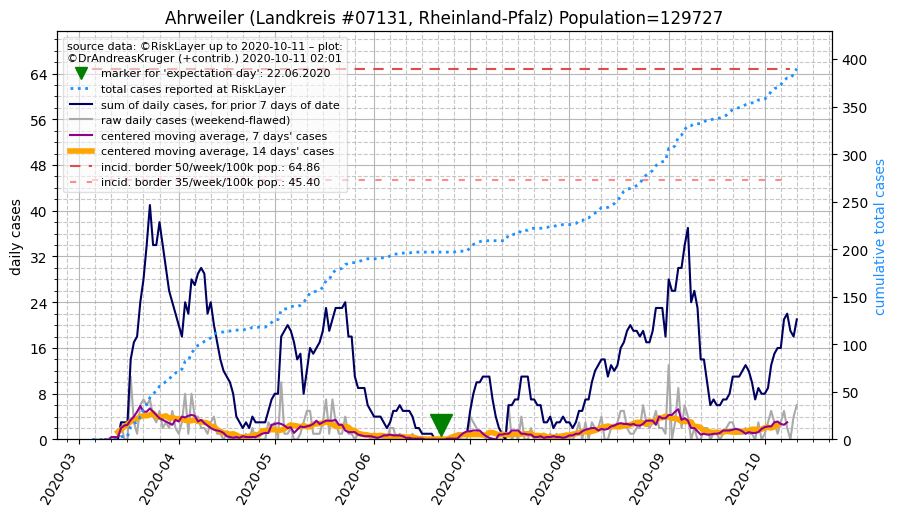 Ahrweiler (Landkreis #07131, Rheinland-Pfalz) Population=129727
source data: ©RiskLayer up to 2020-10-11 – plot:
©DrAndreasKruger (+contrib.) 2020-10-11 02:01
marker for 'expectation day': 22.06.2020
total cases reported at RiskLayer
sum of daily cases, for prior 7 days of date
raw daily cases (weekend-flawed)
centered moving average, 7 days' cases
centered moving average, 14 days' cases
incid. border 50/week/100k pop.: 64.86
incid. border 35/week/100k pop.: 45.40
daily cases
64
56
48
40
32
24
16
8
0
cumulative total cases
400
350
300
250
200
150
100
50
0
2020-03
2020-04
2020-05
2020-06
2020-07
2020-08
2020-09
2020-10